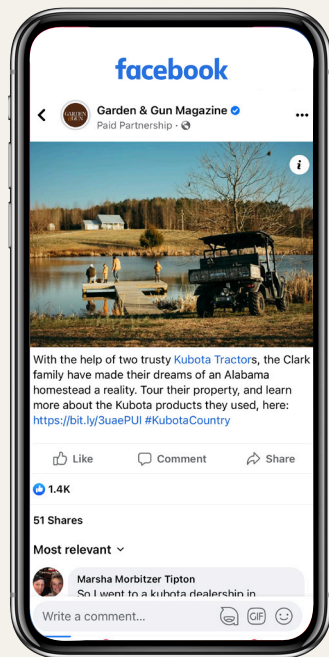 facebook
GARDEN & GUN
Garden & Gun Magazine
Paid Partnership ·
i
With the help of two trusty Kubota Tractors, the Clark
family have made their dreams of an Alabama
homestead a reality. Tour their property, and learn
more about the Kubota products they used, here:
https://bit.ly/3uaePUI #KubotaCountry
Like Comment Share
1.4K
51 Shares
Most relevant
Marsha Morbitzer Tipton
So I went to a kubota dealership in
Write a comment...
GIF